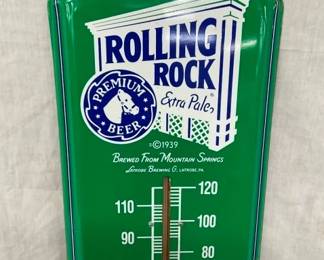 ROLLING
ROCK
®
Extra Pale
PREMIUM
BEER
©1939
BREWED FROM MOUNTAIN SPRINGS
LATROBE BREWING CO. LATROBE, PA.
120
110
100
90
80